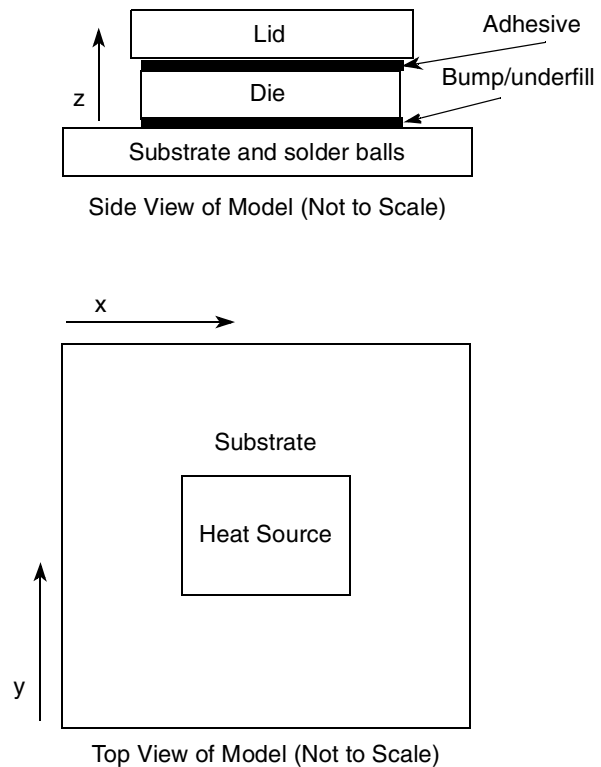 Lid
Adhesive
Bump/underfill
z
Die
Substrate and solder balls
Side View of Model (Not to Scale)
x
Substrate
Heat Source
y
Top View of Model (Not to Scale)